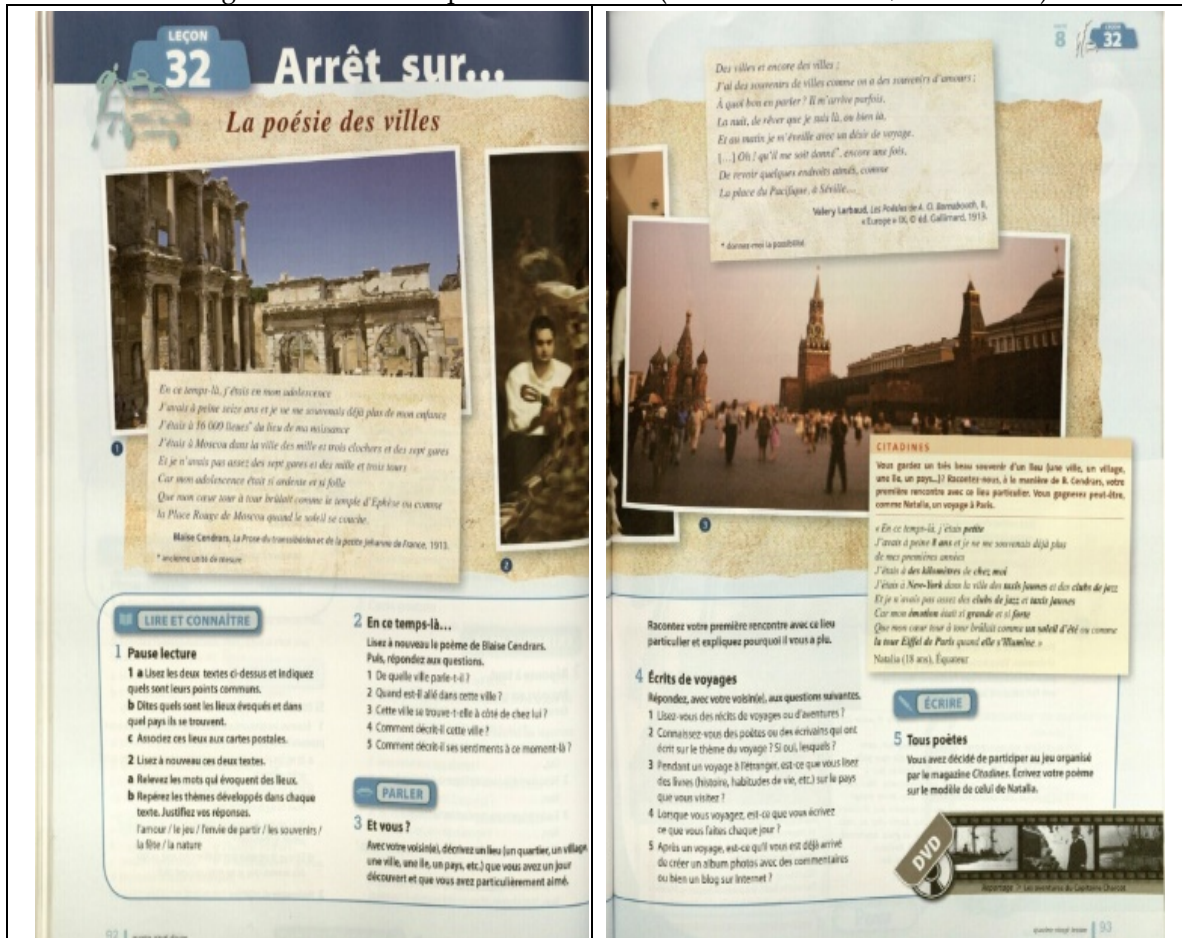 LEÇON
32
Arrêt sur...
La poésie des villes
En ce temps-là, j'étais en mon adolescence
J'avais à peine seize ans et je ne me souvenais déjà plus de mon enfance
J'étais à 16 000 lieues* du lieu de ma naissance
J'étais à Moscou dans la ville des mille et trois clochers et des sept gares
Et je n'avais pas assez des sept gares et des mille et trois tours
Car mon adolescence était si ardente et si folle
Que mon cœur tour à tour brûlait comme le temple d'Ephèse ou comme
la Place Rouge de Moscou quand le soleil se couche.
Blaise Cendrars, La Prose du transsibérien et de la petite Jehanne de France, 1913.
* ancienne unité de mesure
1
2
LIRE ET CONNAÎTRE
1 Pause lecture
1 a Lisez les deux textes ci-dessus et indiquez
quels sont leurs points communs.
b Dites quels sont les lieux évoqués et dans
quel pays ils se trouvent.
c Associez ces lieux aux cartes postales.
2 Lisez à nouveau ces deux textes.
a Relevez les mots qui évoquent des lieux.
b Repérez les thèmes développés dans chaque
texte. Justifiez vos réponses.
l'amour / le jeu / l'envie de partir / les souvenirs /
la fête / la nature
2 En ce temps-là...
Lisez à nouveau le poème de Blaise Cendrars.
Puis, répondez aux questions.
1 De quelle ville parle-t-il ?
2 Quand est-il allé dans cette ville ?
3 Cette ville se trouve-t-elle à côté de chez lui ?
4 Comment décrit-il cette ville ?
5 Comment décrit-il ses sentiments à ce moment-là ?
PARLER
3 Et vous ?
Avec votre voisin(e), décrivez un lieu (un quartier, un village,
une ville, une île, un pays, etc.) que vous avez un jour
découvert et que vous avez particulièrement aimé.
92
8
32
Des villes et encore des villes ;
J'ai des souvenirs de villes comme on a des souvenirs d'amours ;
À quoi bon en parler ? Il m'arrive parfois,
La nuit, de rêver que je suis là, ou bien là,
Et au matin je m'éveille avec un désir de voyage.
[...] Oh ! qu'il me soit donné*, encore une fois,
De revoir quelques endroits aimés, comme
La place du Pacifique, à Séville...
Valery Larbaud, Les Poésies de A. O. Barnabooth, II,
« Europe » IX, © éd. Gallimard, 1913.
* donnez-moi la possibilité
3
CITADINES
Vous gardez un très beau souvenir d'un lieu (une ville, un village,
une île, un pays...)? Racontez-nous, à la manière de B. Cendrars, votre
première rencontre avec ce lieu particulier. Vous gagnerez peut-être,
comme Natalia, un voyage à Paris.
« En ce temps-là, j'étais petite
J'avais à peine 8 ans et je ne me souvenais déjà plus
de mes premières années
J'étais à des kilomètres de chez moi
J'étais à New-York dans la ville des taxis jaunes et des clubs de jazz
Et je n'avais pas assez des clubs de jazz et taxis jaunes
Car mon émotion était si grande et si forte
Que mon cœur tour à tour brûlait comme un soleil d'été ou comme
la tour Eiffel de Paris quand elle s'illumine. »
Natalia (18 ans), Équateur
Racontez votre première rencontre avec ce lieu
particulier et expliquez pourquoi il vous a plu.
4 Écrits de voyages
Répondez, avec votre voisin(e), aux questions suivantes.
1 Lisez-vous des récits de voyages ou d'aventures ?
2 Connaissez-vous des poètes ou des écrivains qui ont
écrit sur le thème du voyage ? Si oui, lesquels ?
3 Pendant un voyage à l'étranger, est-ce que vous lisez
des livres (histoire, habitudes de vie, etc.) sur le pays
que vous visitez ?
4 Lorsque vous voyagez, est-ce que vous écrivez
ce que vous faites chaque jour ?
5 Après un voyage, est-ce qu'il vous est déjà arrivé
de créer un album photos avec des commentaires
ou bien un blog sur Internet ?
ÉCRIRE
5 Tous poètes
Vous avez décidé de participer au jeu organisé
par le magazine Citadines. Écrivez votre poème
sur le modèle de celui de Natalia.
DVD
Reportage > Les aventures du Capitaine Charcot
quatre-vingt-treize 93